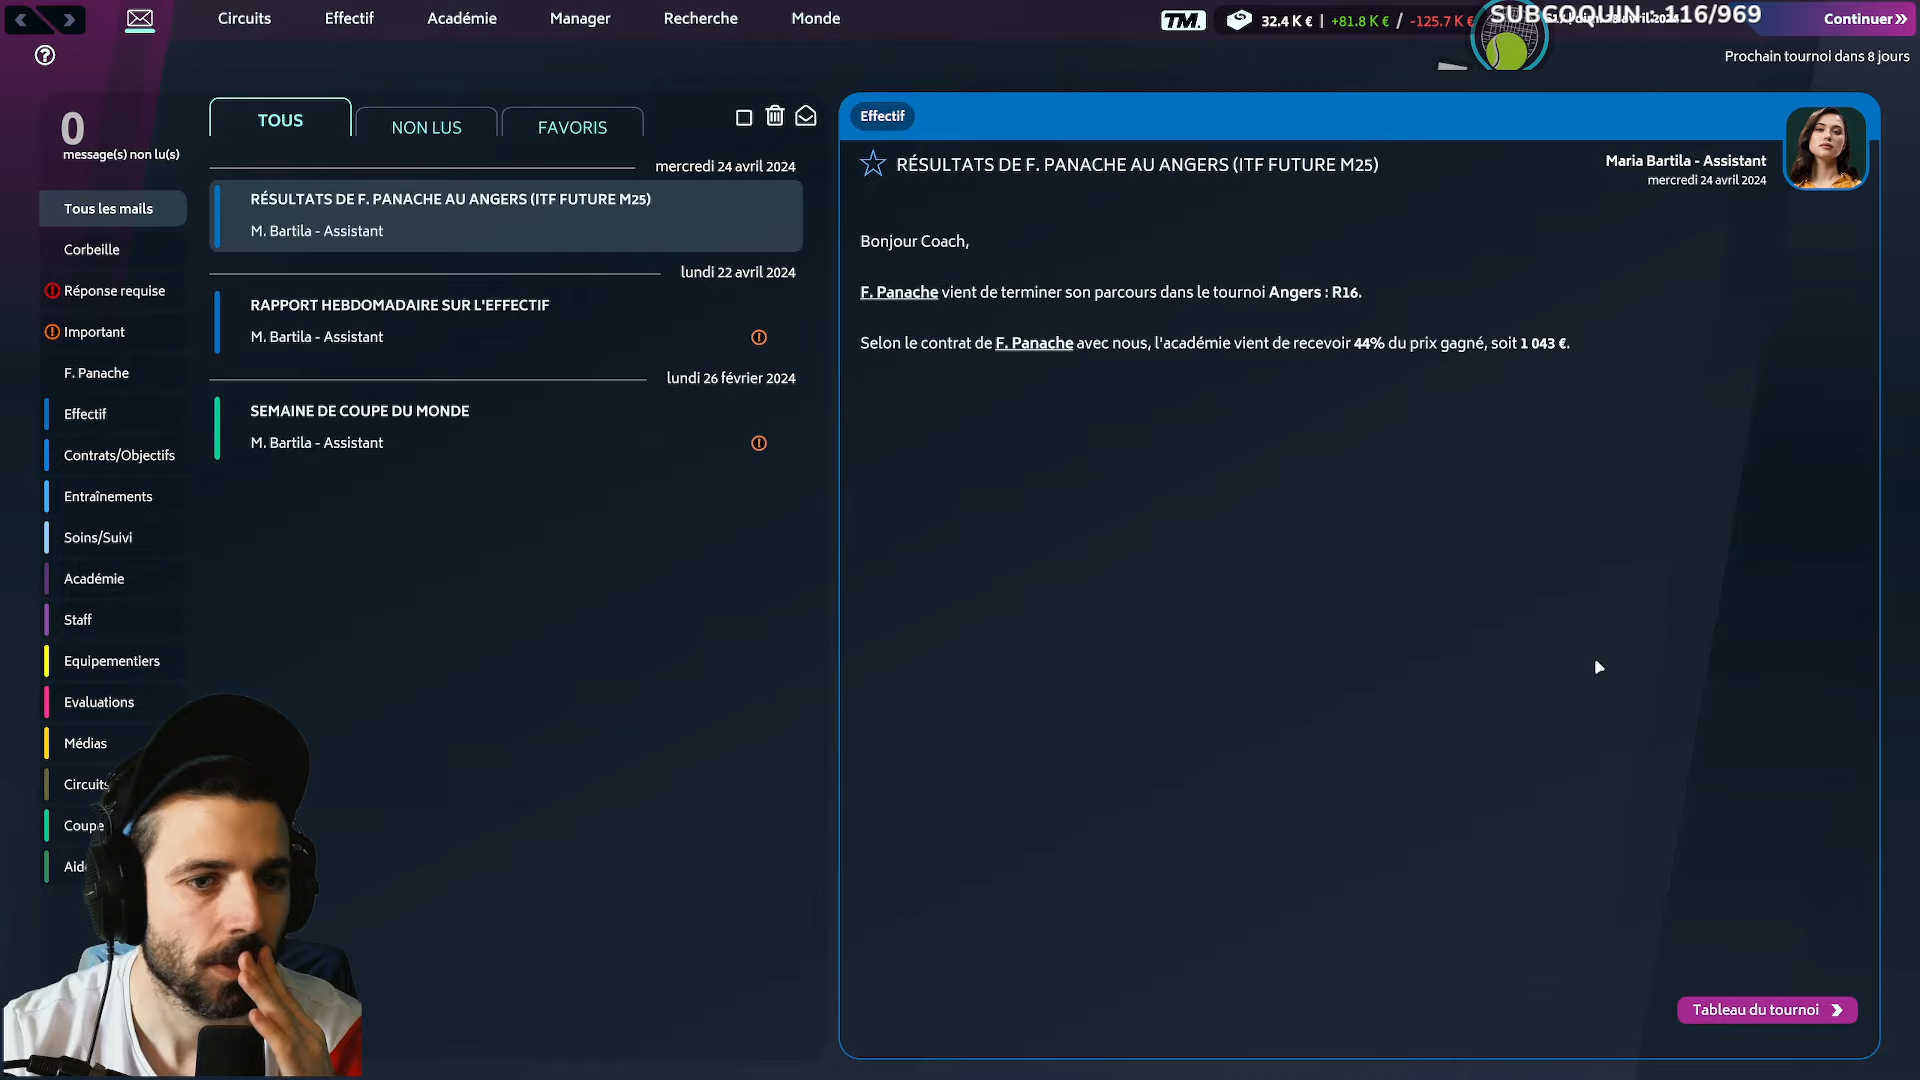 Circuits
Effectif
Académie
Manager
Recherche
Monde
TM.
32.4 K € | +81.8 K € / -125.7 K €
SUBCOQUIN : 116/969
Continuer
Prochain tournoi dans 8 jours
0
message(s) non lu(s)
Tous les mails
Corbeille
Réponse requise
Important
F. Panache
Effectif
Contrats/Objectifs
Entraînements
Soins/Suivi
Académie
Staff
Equipementiers
Evaluations
Médias
Circuits
Coupe
TOUS
NON LUS
FAVORIS
mercredi 24 avril 2024
RÉSULTATS DE F. PANACHE AU ANGERS (ITF FUTURE M25)
M. Bartila - Assistant
lundi 22 avril 2024
RAPPORT HEBDOMADAIRE SUR L'EFFECTIF
M. Bartila - Assistant
lundi 26 février 2024
SEMAINE DE COUPE DU MONDE
M. Bartila - Assistant
Effectif
RÉSULTATS DE F. PANACHE AU ANGERS (ITF FUTURE M25)
Maria Bartila - Assistant
mercredi 24 avril 2024
Bonjour Coach,
F. Panache vient de terminer son parcours dans le tournoi Angers : R16.
Selon le contrat de F. Panache avec nous, l'académie vient de recevoir 44% du prix gagné, soit 1 043 €.
Tableau du tournoi